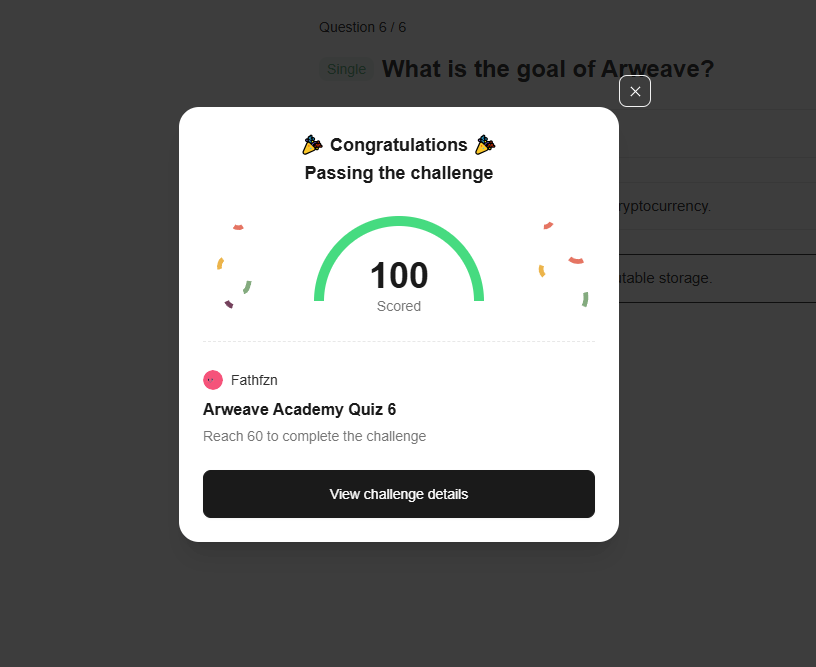 Question 6 / 6
Single What is the goal of Arweave?
Congratulations
Passing the challenge
100
Scored
Fathfzn
Arweave Academy Quiz 6
Reach 60 to complete the challenge
View challenge details
ryptocurrency.
utable storage.